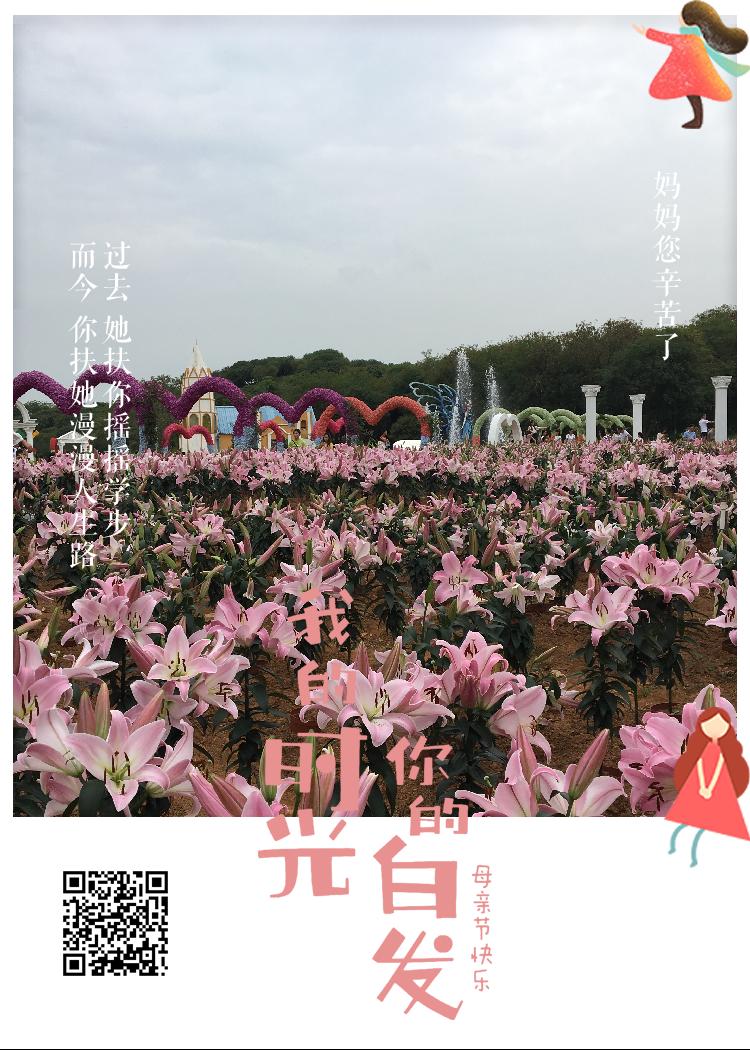 妈妈您辛苦了
过去 她扶你摇摇学步
而今 你扶她漫漫人生路
我的时光
你的白发
母亲节快乐